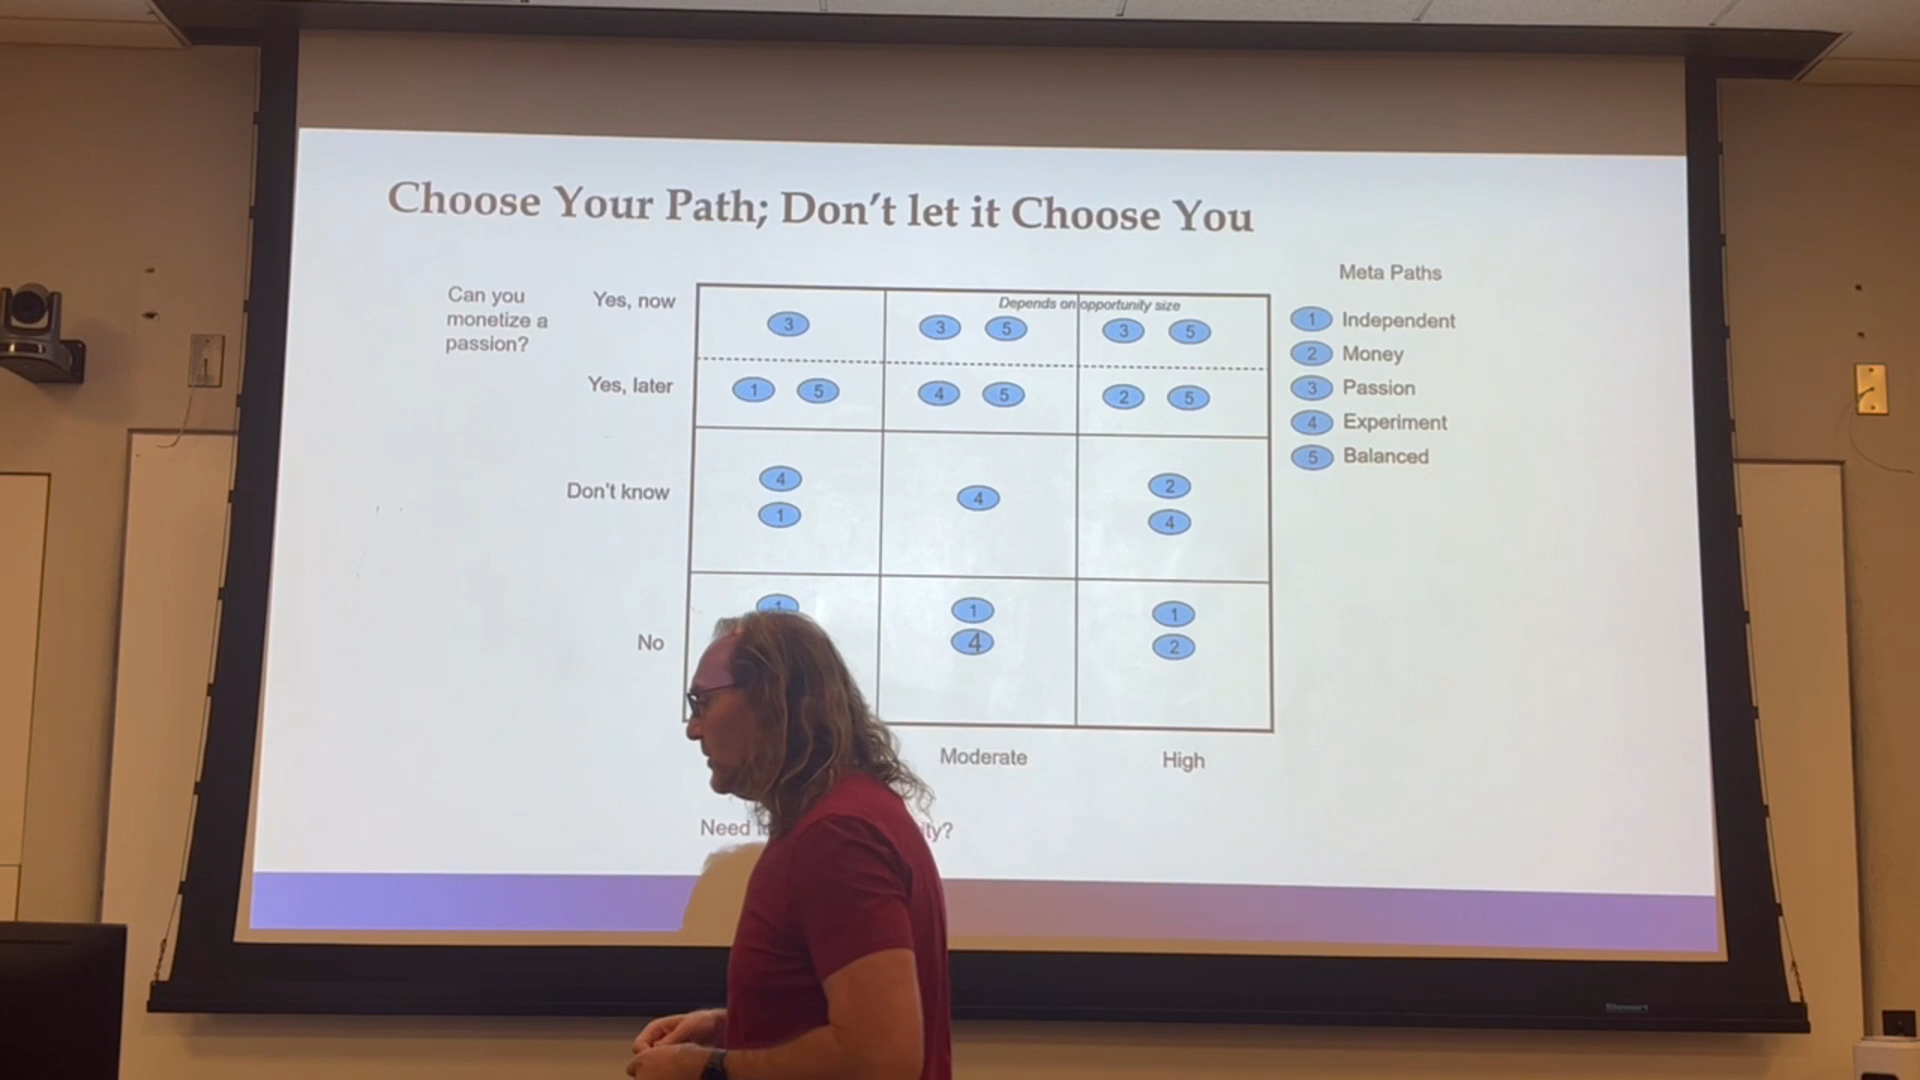 Choose Your Path; Don't let it Choose You
Can you
monetize a
passion?
Yes, now
Depends on opportunity size
3
3 5
3 5
Yes, later
1 5
4 5
2 5
Don't know
4
1
4
2
4
No
1
1
4
1
2
Moderate
High
Need
Meta Paths
1 Independent
2 Money
3 Passion
4 Experiment
5 Balanced
Stewart